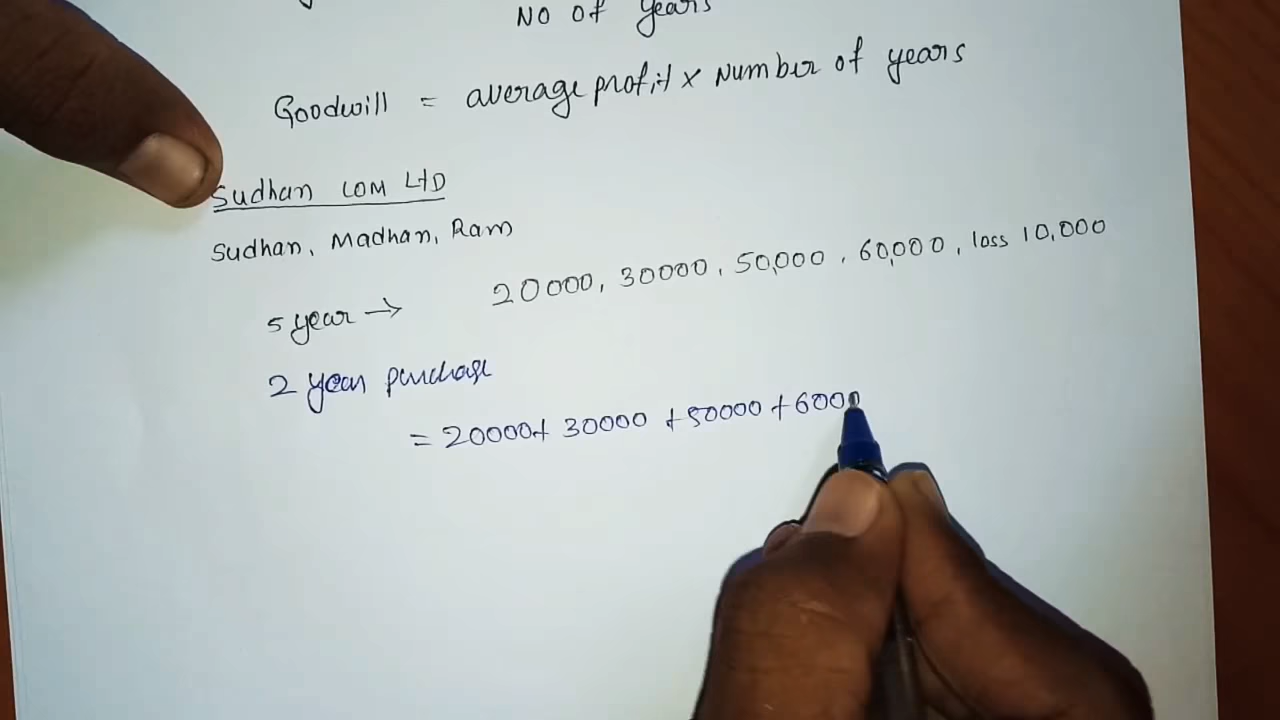 No of years
Goodwill = average profit × Number of years
Sudhan COM LTD
Sudhan, Madhan, Ram
5 year → 20000, 30000, 50,000, 60,000, loss 10,000
2 year purchase
= 20000+ 30000 +50000 +6000